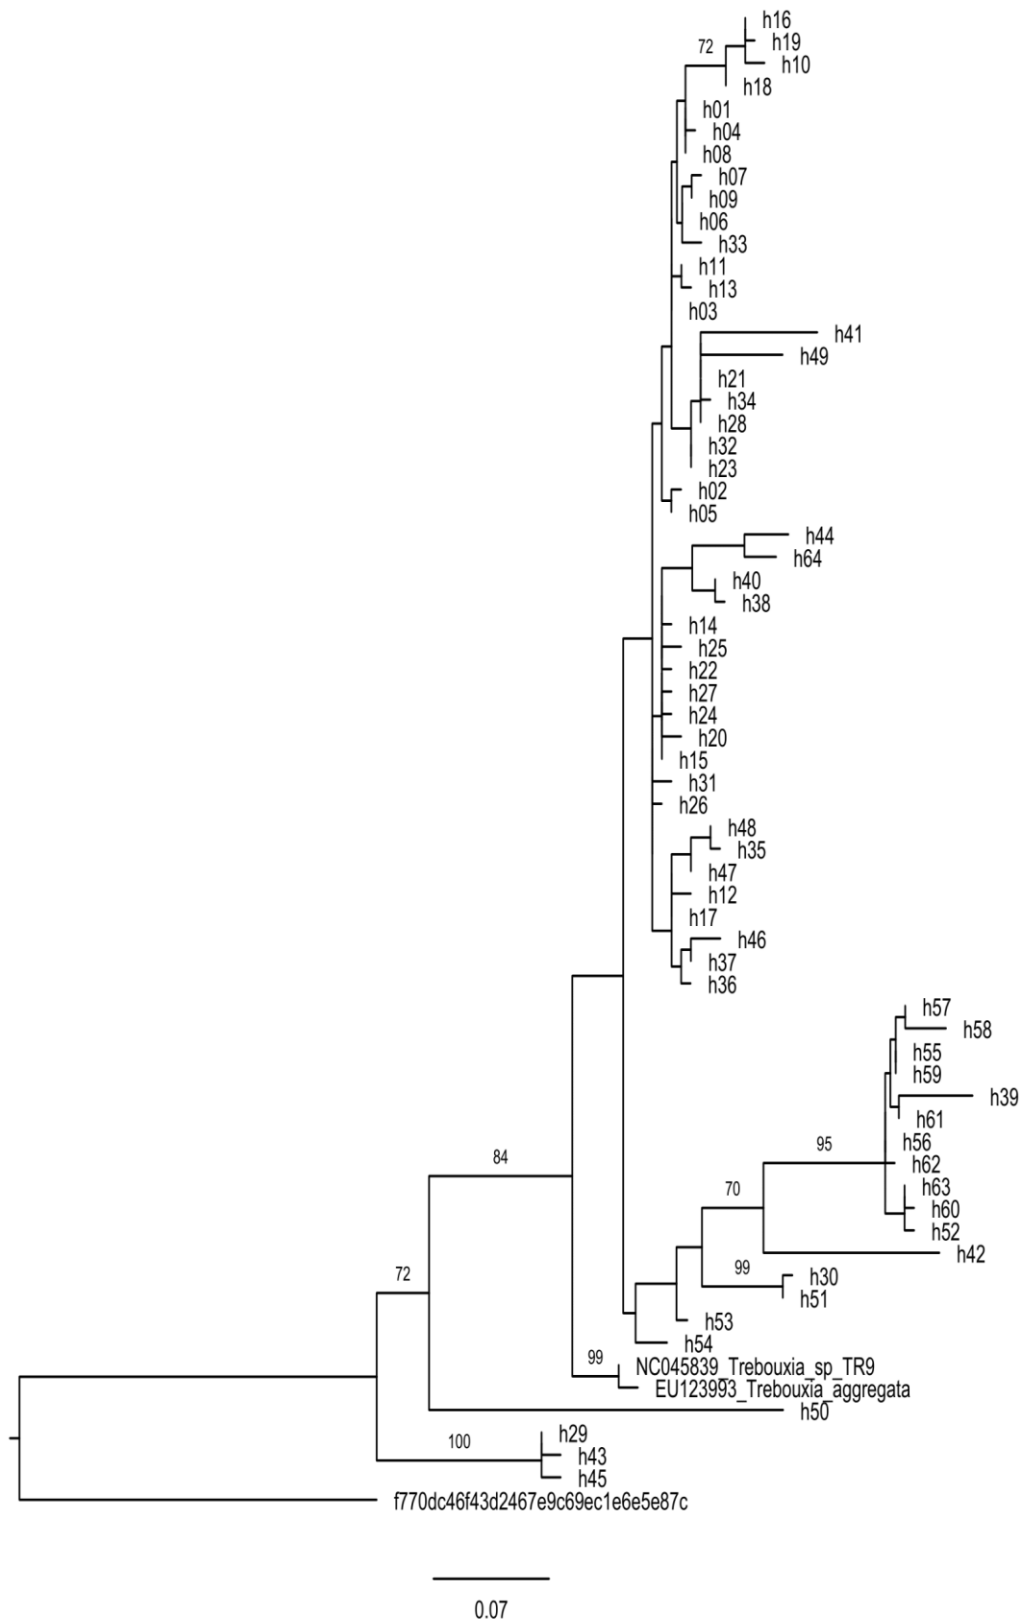 h16
72
h19
h10
h18
h01
h04
h08
h07
h09
h06
h33
h11
h13
h03
h41
h49
h21
h34
h28
h32
h23
h02
h05
h44
h64
h40
h38
h14
h25
h22
h27
h24
h20
h15
h31
h26
h48
h35
h47
h12
h17
h46
h37
h36
h57
h58
h55
h59
h39
h61
95
h56
84
h62
70
h63
h60
h52
h42
99
h30
72
h51
h53
h54
99
NC045839_Trebouxia_sp_TR9
EU123993_Trebouxia_aggregata
h50
h29
100
h43
h45
f770dc46f43d2467e9c69ec1e6e5e87c
0.07